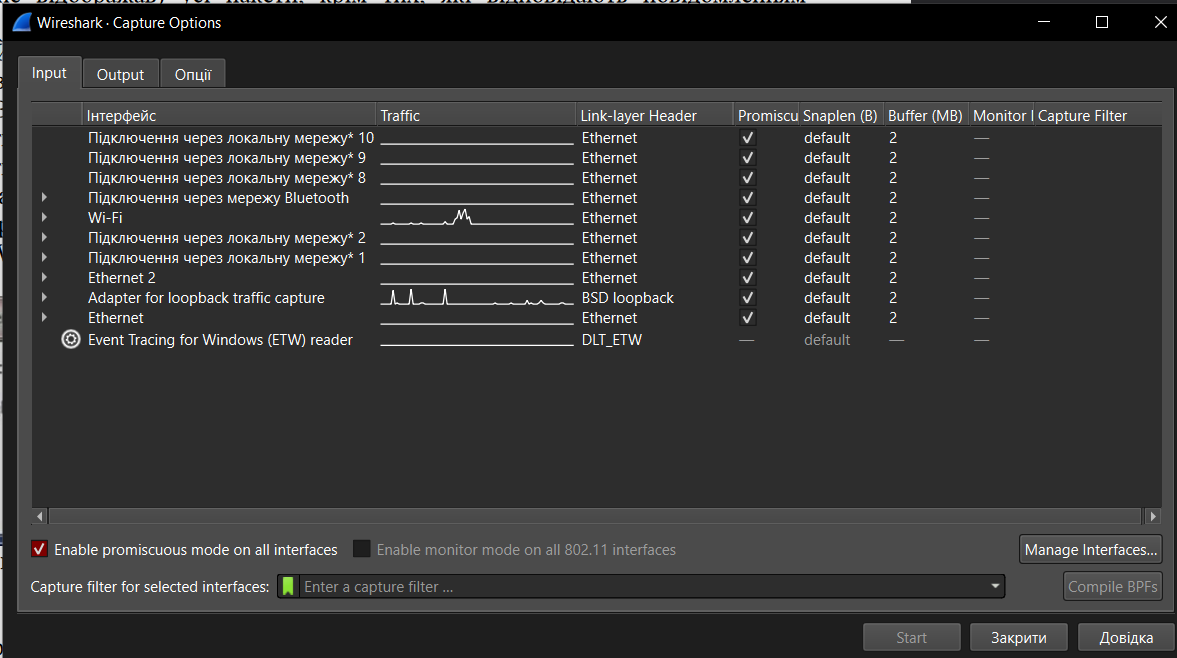 Wireshark · Capture Options
Input Output Опції
Інтерфейс Traffic Link-layer Header Promiscu Snaplen (B) Buffer (MB) Monitor Capture Filter
Підключення через локальну мережу* 10 Ethernet default 2 —
Підключення через локальну мережу* 9 Ethernet default 2 —
Підключення через локальну мережу* 8 Ethernet default 2 —
Підключення через мережу Bluetooth Ethernet default 2 —
Wi-Fi Ethernet default 2 —
Підключення через локальну мережу* 2 Ethernet default 2 —
Підключення через локальну мережу* 1 Ethernet default 2 —
Ethernet 2 Ethernet default 2 —
Adapter for loopback traffic capture BSD loopback default 2 —
Ethernet Ethernet default 2 —
Event Tracing for Windows (ETW) reader DLT_ETW — default — —
Enable promiscuous mode on all interfaces Enable monitor mode on all 802.11 interfaces Manage Interfaces...
Capture filter for selected interfaces: Enter a capture filter ... Compile BPFs
Start Закрити Довідка